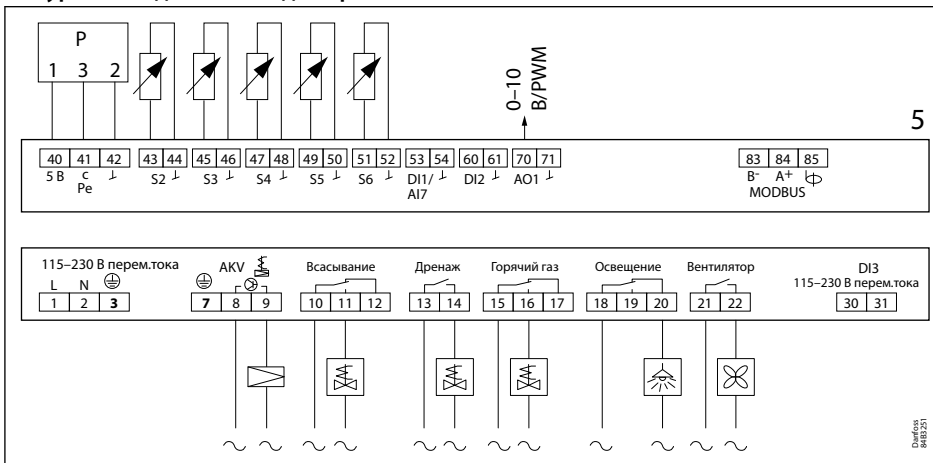 P
1 3 2
0–10
В/PWM
5
40 41 42 43 44 45 46 47 48 49 50 51 52 53 54 60 61 70 71 83 84 85
5 В с Pe S2 S3 S4 S5 S6 DI1/ AI7 DI2 AO1 B- A+
MODBUS
115–230 В перем.тока AKV Всасывание Дренаж Горячий газ Освещение Вентилятор DI3
115–230 В перем.тока
L N
1 2 3 7 8 9 10 11 12 13 14 15 16 17 18 19 20 21 22 30 31
Danfoss
84B3251